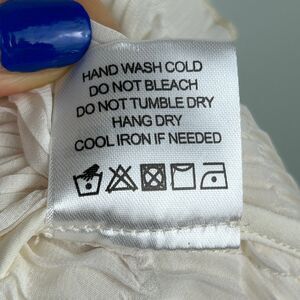 HAND WASH COLD
DO NOT BLEACH
DO NOT TUMBLE DRY
HANG DRY
COOL IRON IF NEEDED